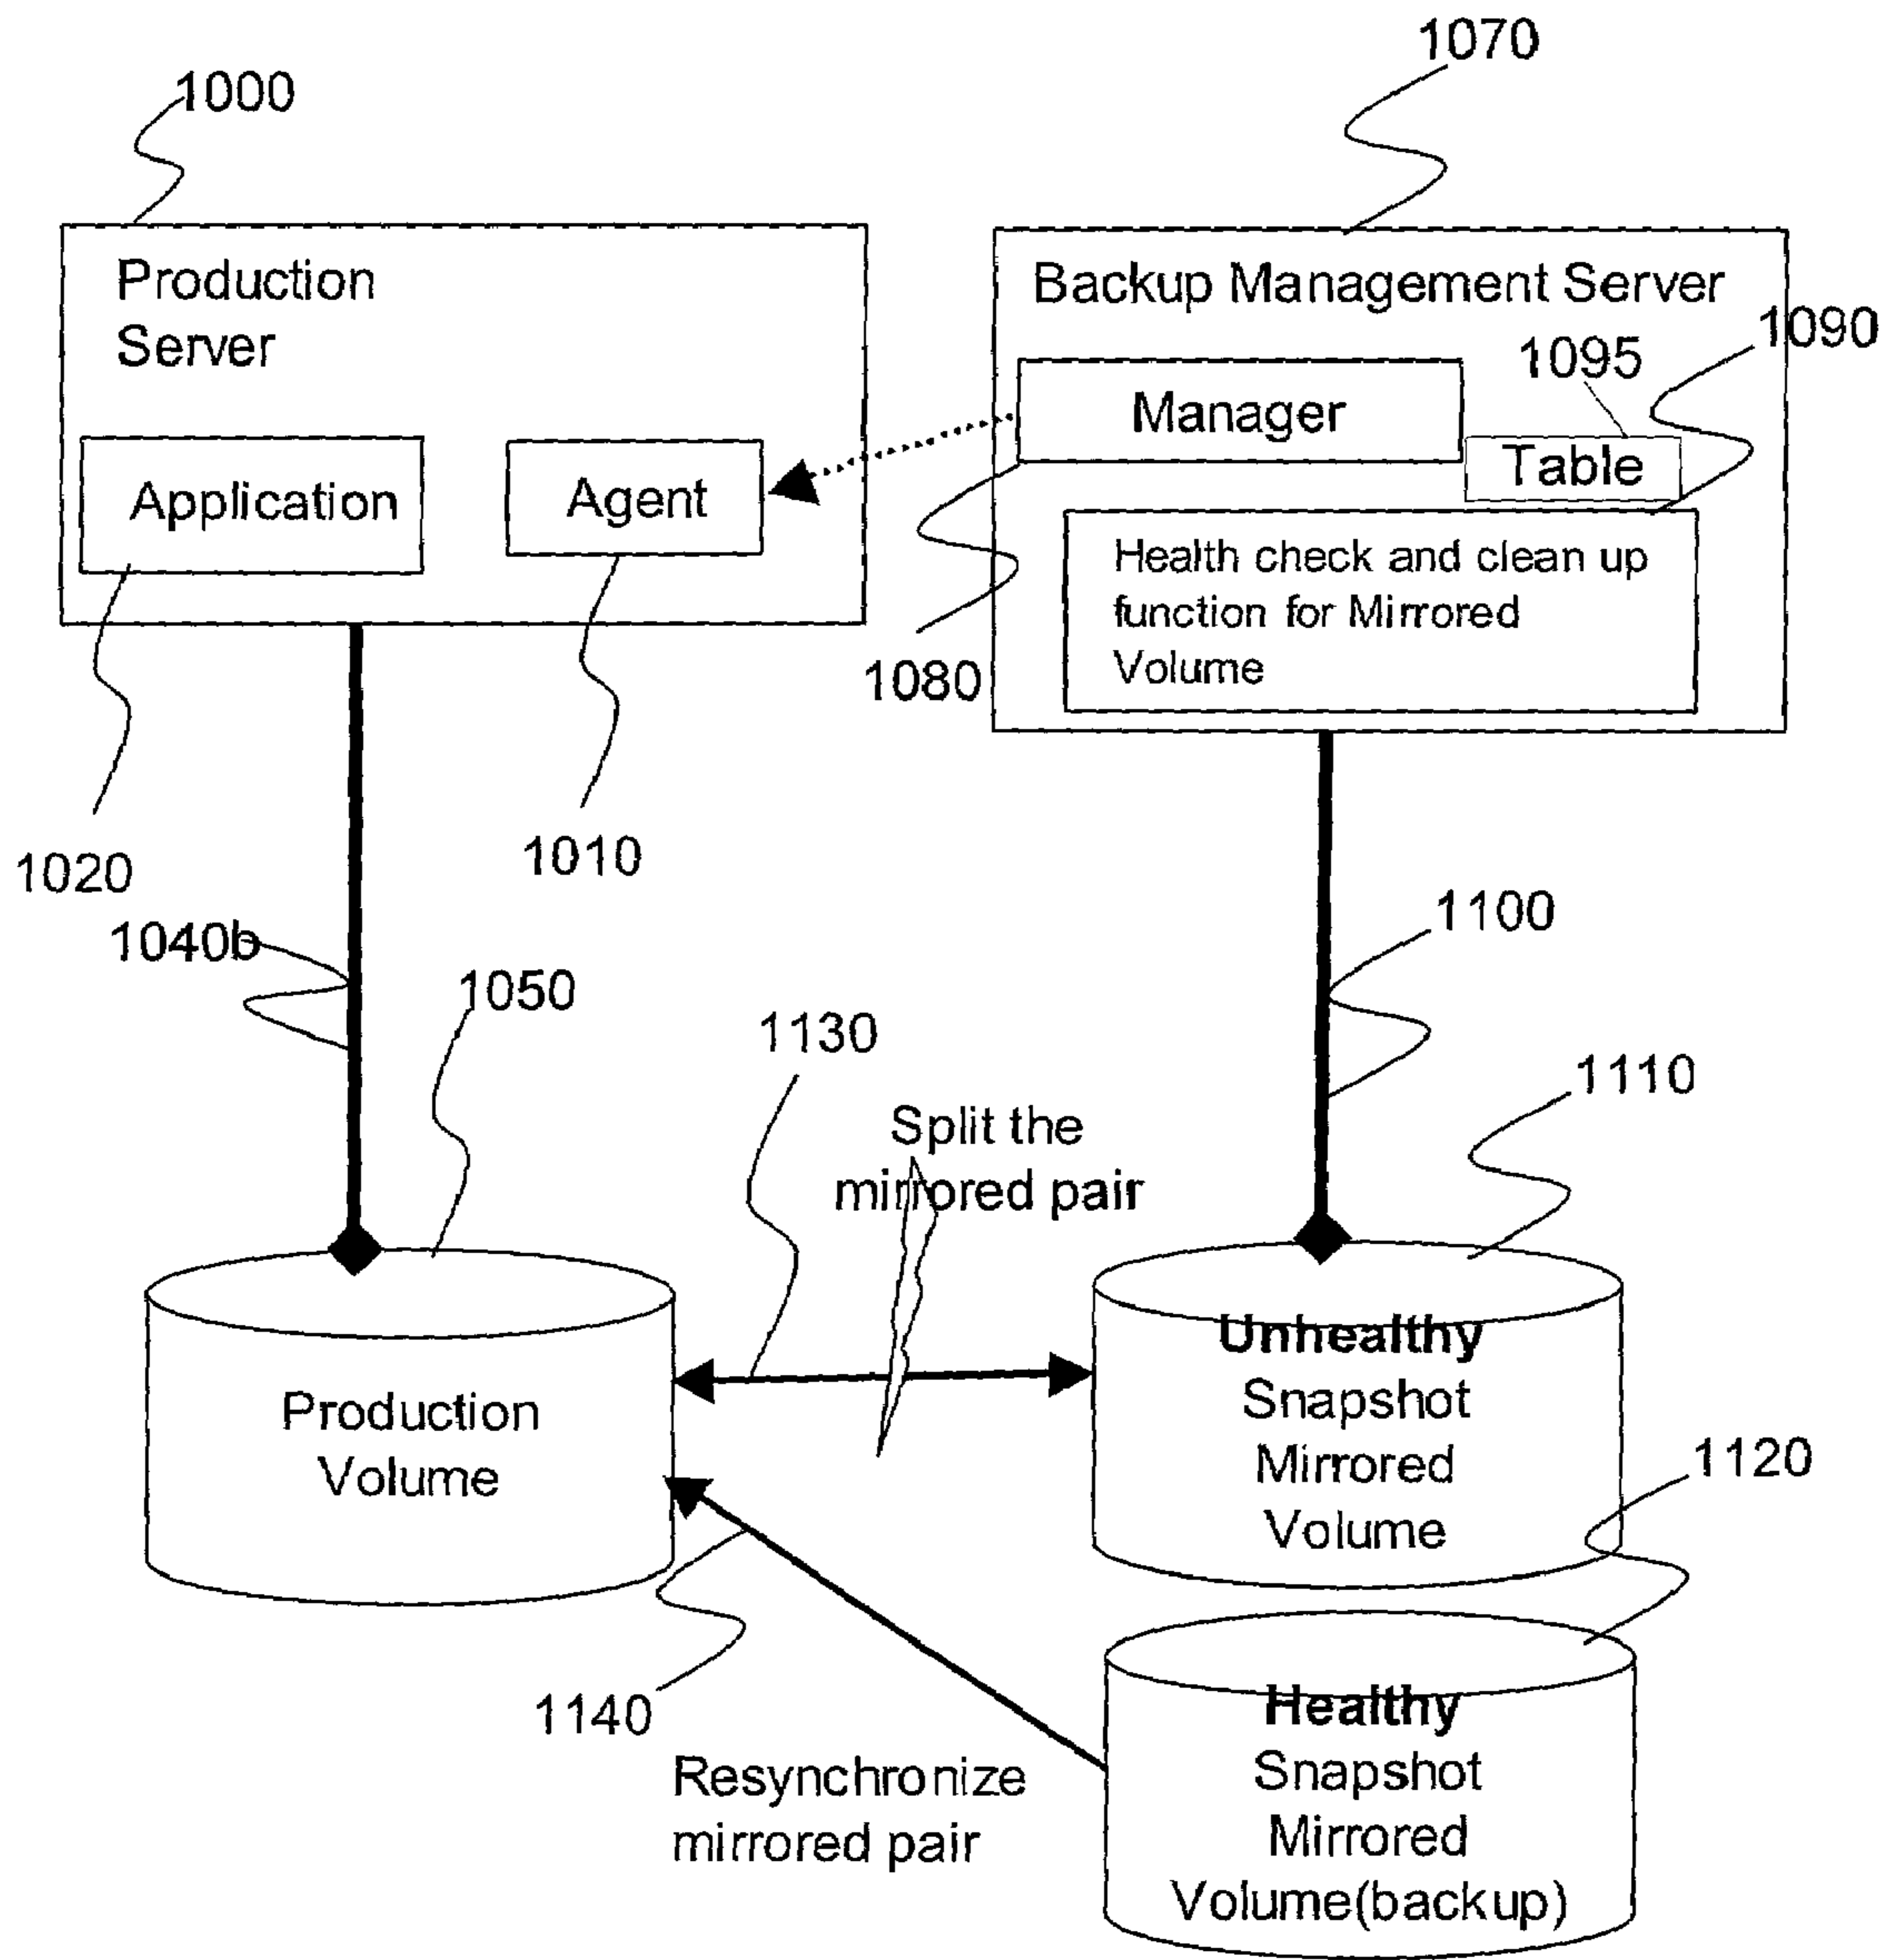 1070
1000
Production
Server
Backup Management Server
1090
1095
Manager
Table
Application
Agent
Health check and clean up
function for Mirrored
Volume
1080
1020
1010
1040b
1100
1050
1130
1110
Split the
mirrored pair
Unhealthy
Snapshot
Mirrored
Volume
Production
Volume
1120
1140
Resynchronize
mirrored pair
Healthy
Snapshot
Mirrored
Volume(backup)